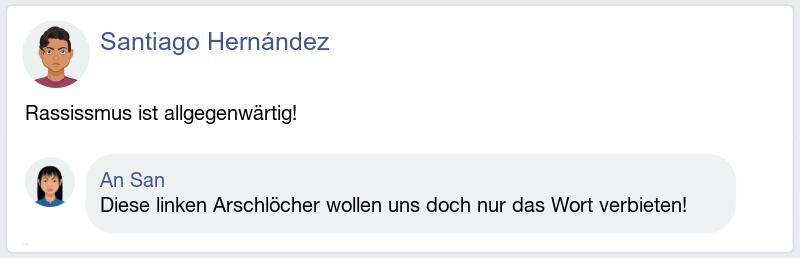 Santiago Hernández
Rassissmus ist allgegenwärtig!
An San
Diese linken Arschlöcher wollen uns doch nur das Wort verbieten!